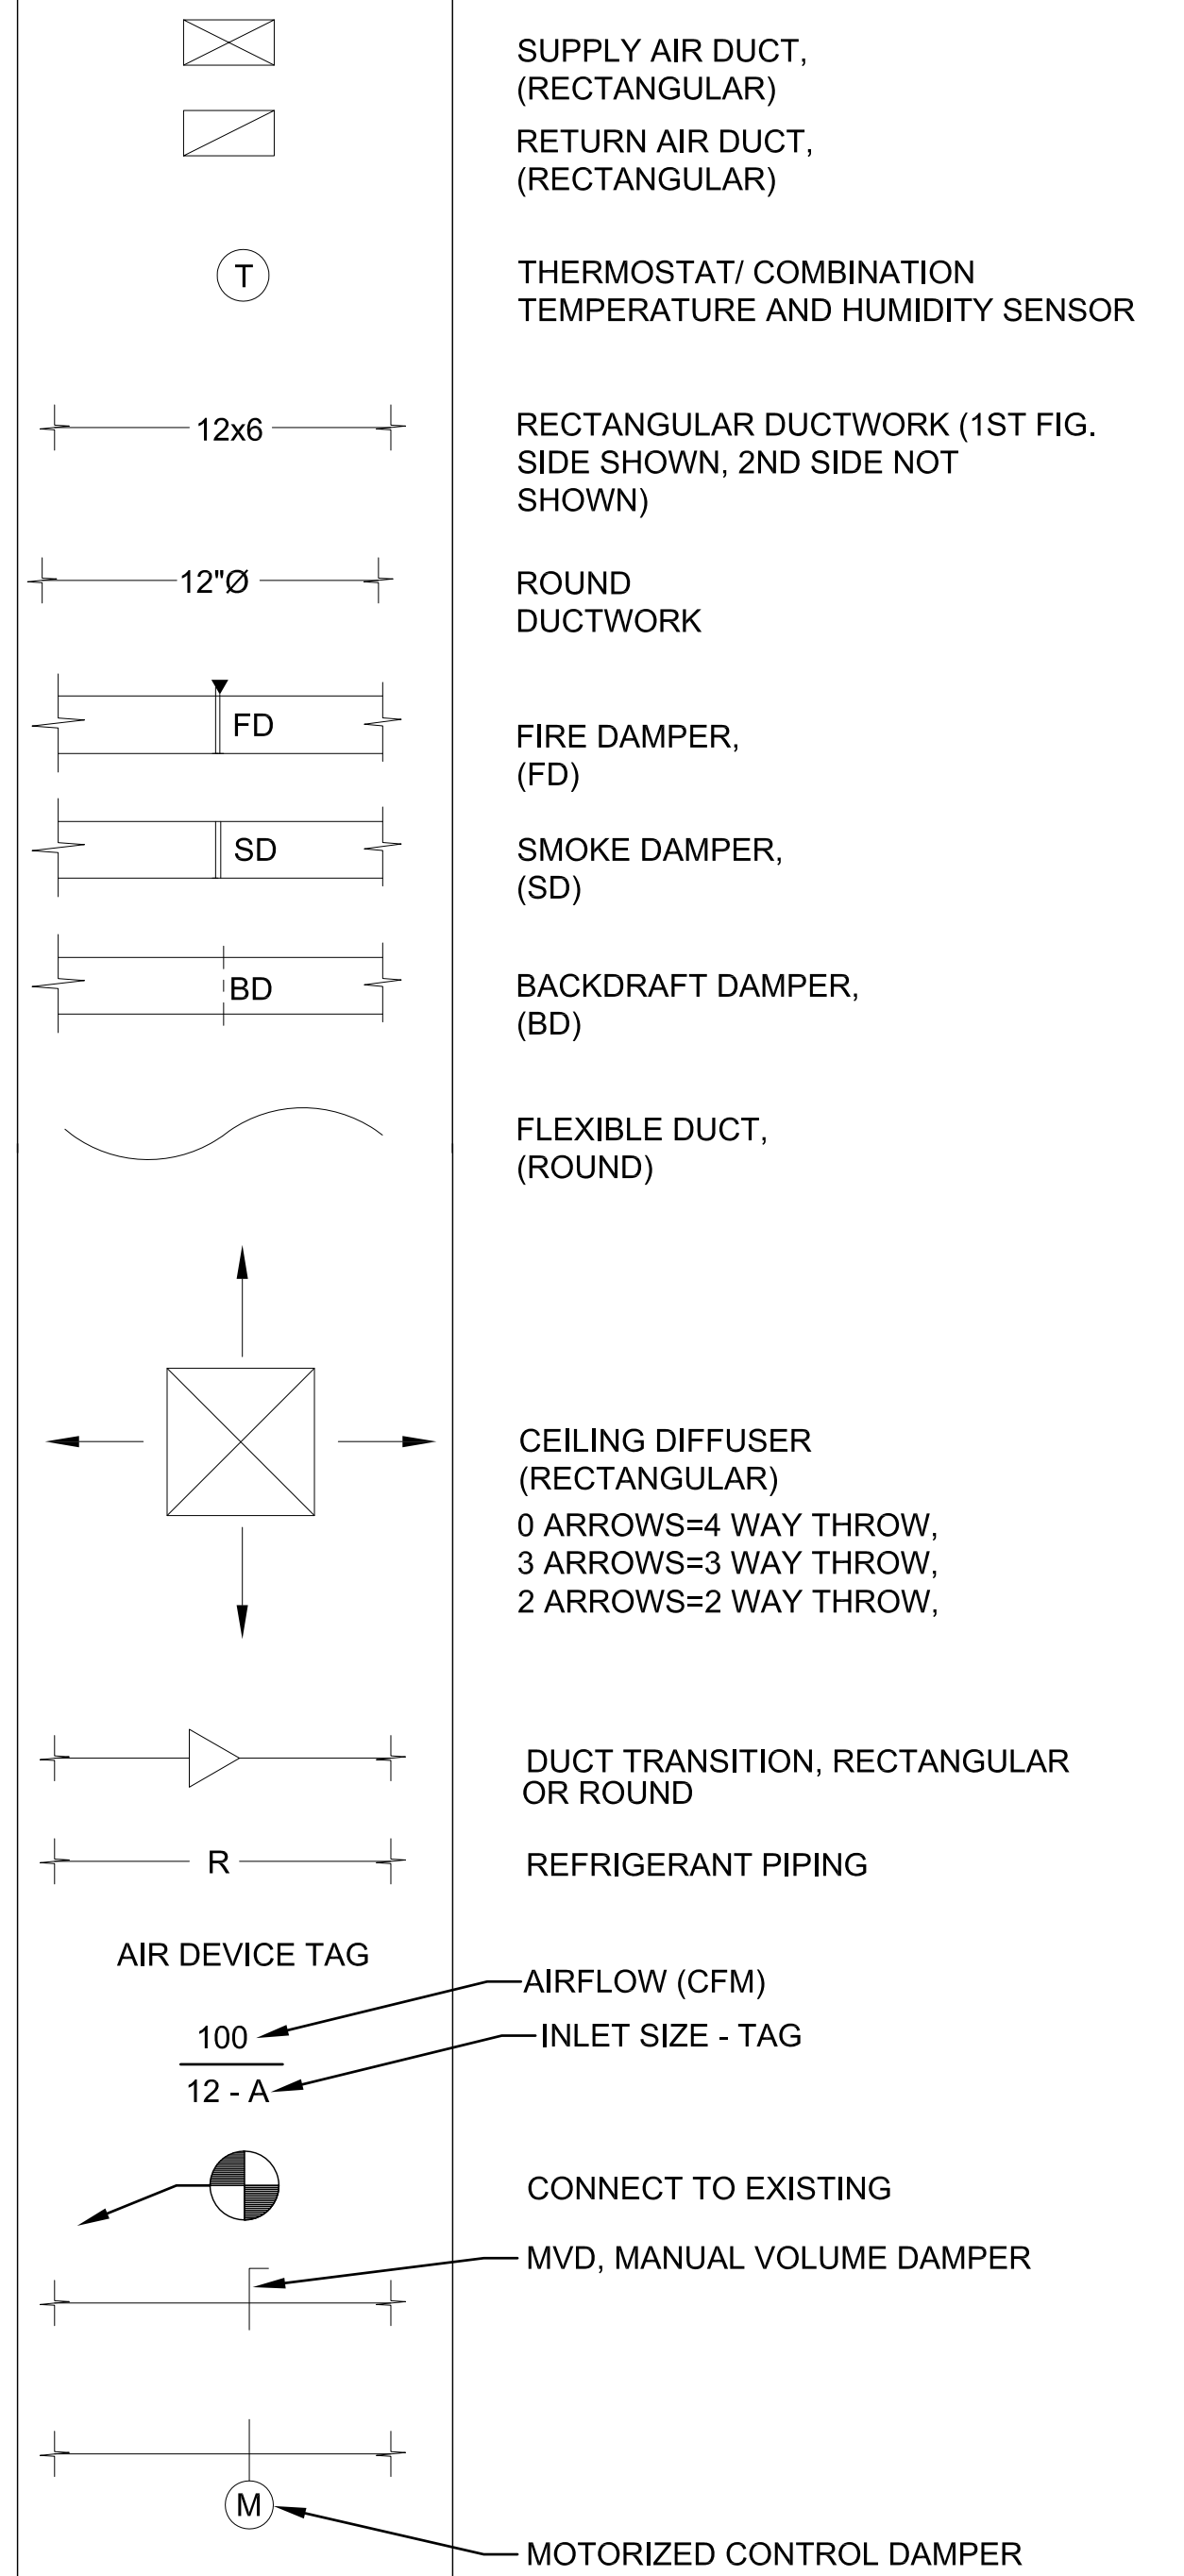 SUPPLY AIR DUCT,
(RECTANGULAR)
RETURN AIR DUCT,
(RECTANGULAR)
T
THERMOSTAT/ COMBINATION
TEMPERATURE AND HUMIDITY SENSOR
12x6
RECTANGULAR DUCTWORK (1ST FIG.
SIDE SHOWN, 2ND SIDE NOT
SHOWN)
12"Ø
ROUND
DUCTWORK
FD
FIRE DAMPER,
(FD)
SD
SMOKE DAMPER,
(SD)
BD
BACKDRAFT DAMPER,
(BD)
FLEXIBLE DUCT,
(ROUND)
CEILING DIFFUSER
(RECTANGULAR)
0 ARROWS=4 WAY THROW,
3 ARROWS=3 WAY THROW,
2 ARROWS=2 WAY THROW,
DUCT TRANSITION, RECTANGULAR
OR ROUND
R
REFRIGERANT PIPING
AIR DEVICE TAG
AIRFLOW (CFM)
100
INLET SIZE - TAG
12 - A
CONNECT TO EXISTING
MVD, MANUAL VOLUME DAMPER
M
MOTORIZED CONTROL DAMPER